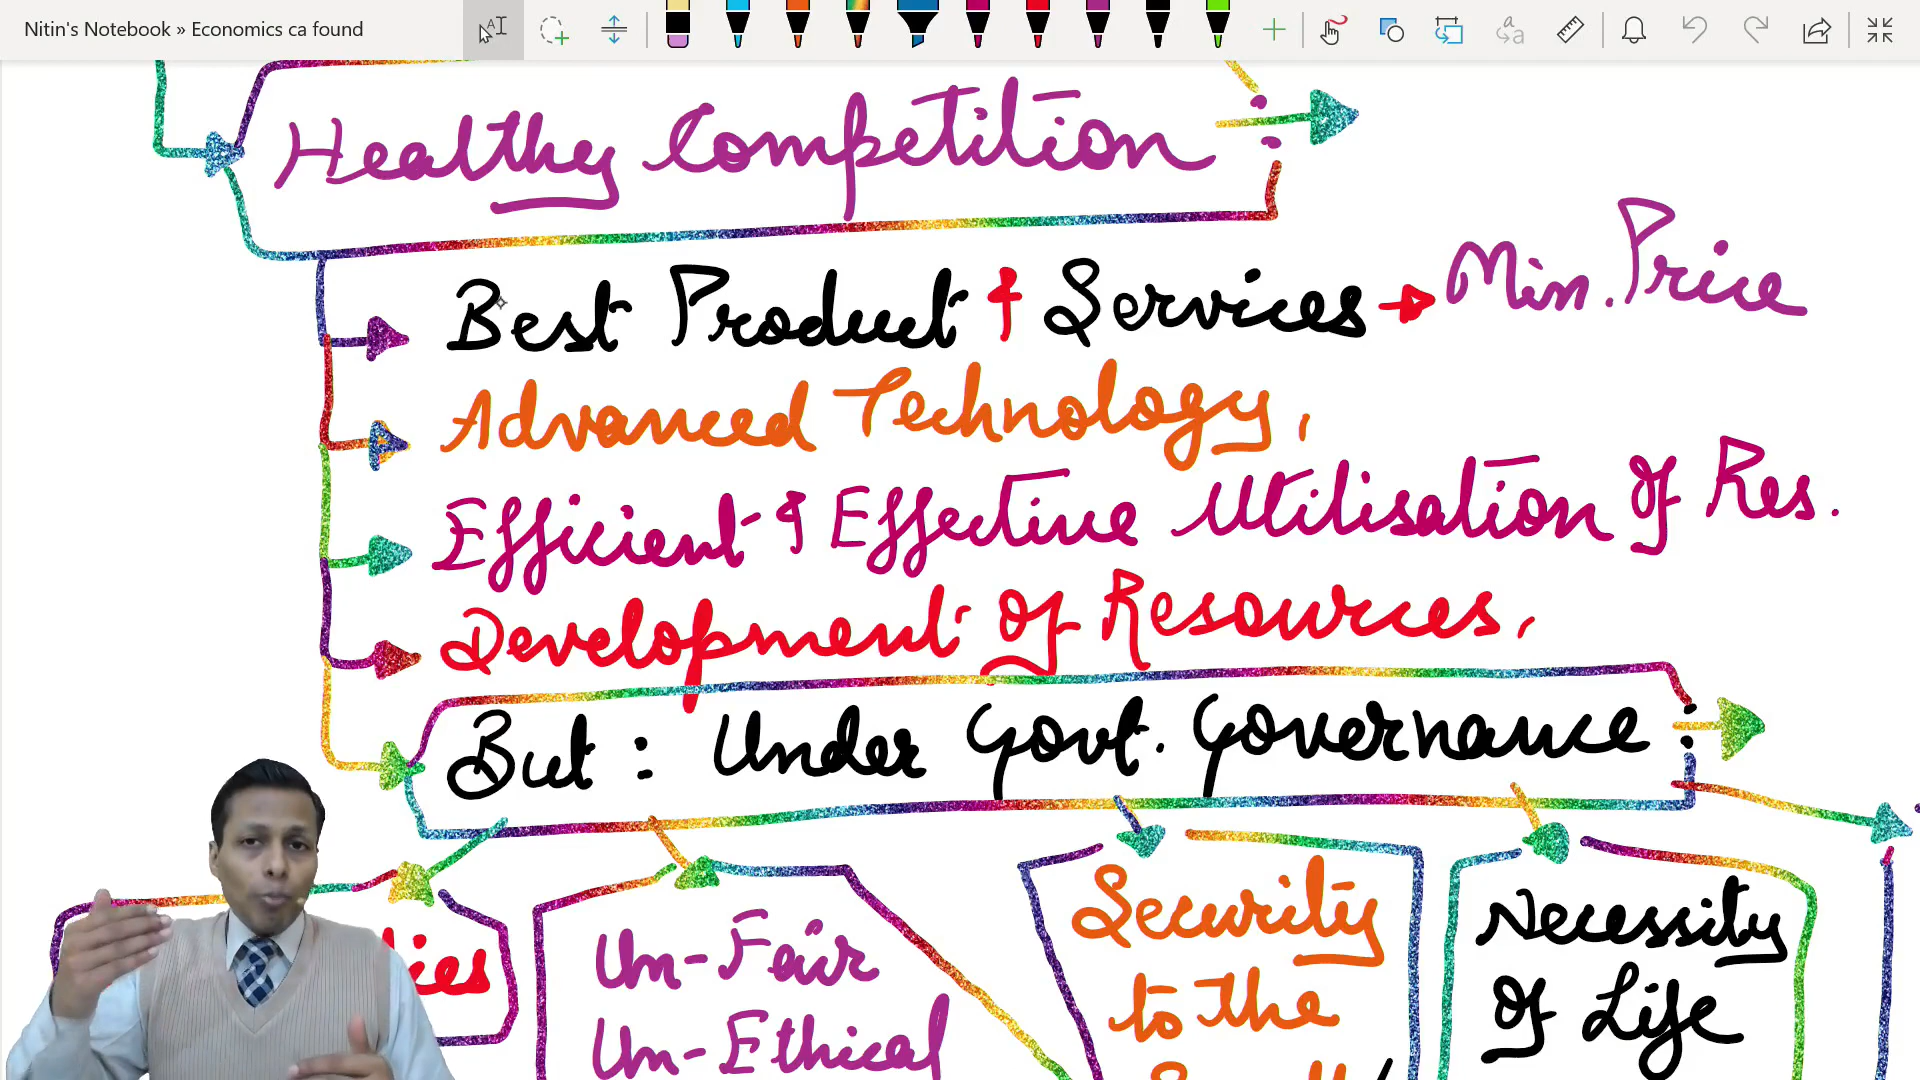 Nitin's Notebook » Economics ca found
Healthy Competition :
Best Product & Services → Min. Price
Advanced Technology,
Efficient & Effective Utilisation Of Res.
Development Of Resources,
But : Under Govt. Governance :
Un-Fair
Un-Ethical
Security
to the
Necessity
Of Life